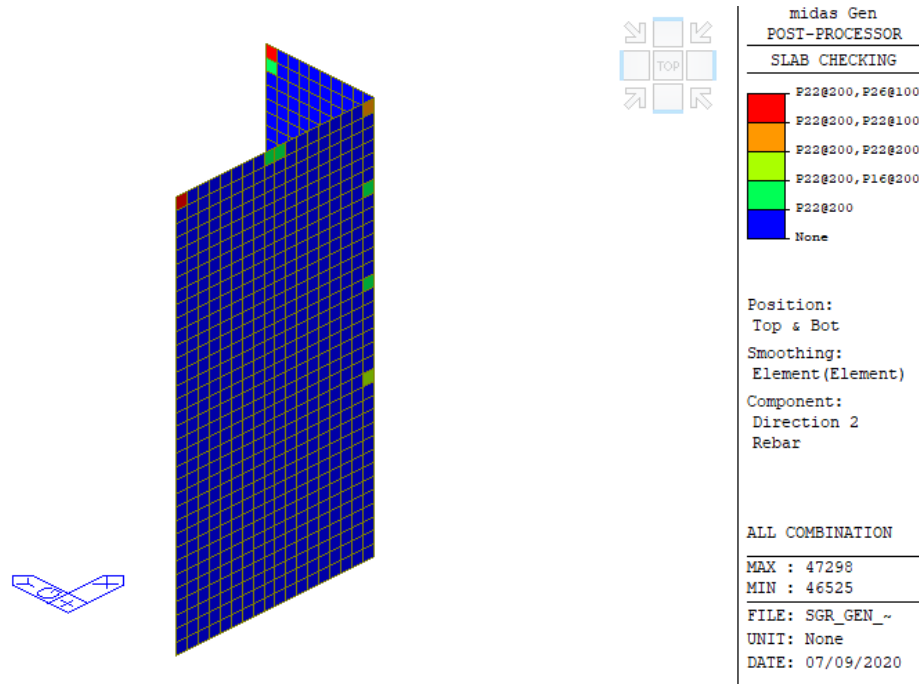 midas Gen
POST-PROCESSOR
SLAB CHECKING
P22@200,P26@100
P22@200,P22@100
P22@200,P22@200
P22@200,P16@200
P22@200
None
TOP
Position:
Top & Bot
Smoothing:
Element(Element)
Component:
Direction 2
Rebar
ALL COMBINATION
MAX : 47298
MIN : 46525
FILE: SGR_GEN_~
UNIT: None
DATE: 07/09/2020